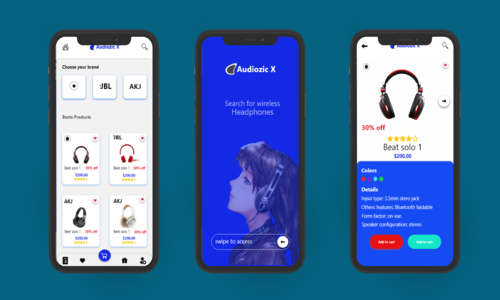 Audiozic X
Choose your brand
JBL
AKJ
Beats Products
Beat solo 1
30% off
$200.00
JBL
Beat solo 1
30% off
$200.00
AKJ
Beat solo 1
30% off
$200.00
AKJ
Beat solo 1
30% off
$200.00
Audiozic X
Search for wireless
Headphones
swipe to access
Audiozic X
30% off
Beat solo 1
$200.00
Colors
Details
Input type: 3.5mm stero jack
Others features: Bluetooth foldable
Form factor: on-ear.
Speaker configuration: stereo
Add to cart
Add to cart